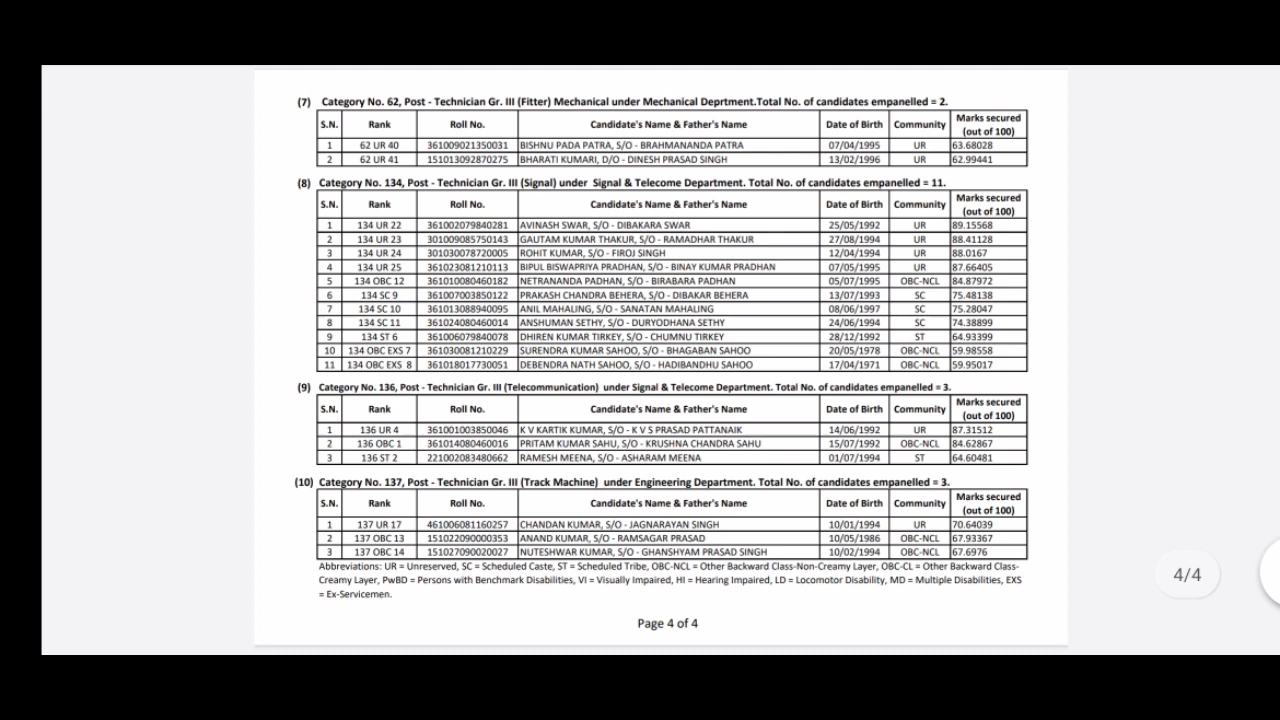 (7) Category No. 62, Post - Technician Gr. III (Fitter) Mechanical under Mechanical Deprtment.Total No. of candidates empanelled = 2.
S.N. Rank Roll No. Candidate's Name & Father's Name Date of Birth Community Marks secured (out of 100)
1 62 UR 40 361009021350031 BISHNU PADA PATRA, S/O - BRAHMANANDA PATRA 07/04/1995 UR 63.68028
2 62 UR 41 151013092870275 BHARATI KUMARI, D/O - DINESH PRASAD SINGH 13/02/1996 UR 62.99441
(8) Category No. 134, Post - Technician Gr. III (Signal) under Signal & Telecome Department. Total No. of candidates empanelled = 11.
S.N. Rank Roll No. Candidate's Name & Father's Name Date of Birth Community Marks secured (out of 100)
1 134 UR 22 361002079840281 AVINASH SWAR, S/O - DIBAKARA SWAR 25/05/1992 UR 89.15568
2 134 UR 23 301009085750143 GAUTAM KUMAR THAKUR, S/O - RAMADHAR THAKUR 27/08/1994 UR 88.41128
3 134 UR 24 301030078720005 ROHIT KUMAR, S/O - FIROJ SINGH 12/04/1994 UR 88.0167
4 134 UR 25 361023081210113 BIPUL BISWAPRIYA PRADHAN, S/O - BINAY KUMAR PRADHAN 07/05/1995 UR 87.66405
5 134 OBC 12 361010080460182 NETRANANDA PADHAN, S/O - BIRABARA PADHAN 05/07/1995 OBC-NCL 84.87972
6 134 SC 9 361007003850122 PRAKASH CHANDRA BEHERA, S/O - DIBAKAR BEHERA 13/07/1993 SC 75.48138
7 134 SC 10 361013088940095 ANIL MAHALING, S/O - SANATAN MAHALING 08/06/1997 SC 75.28047
8 134 SC 11 361024080460014 ANSHUMAN SETHY, S/O - DURYODHANA SETHY 24/06/1994 SC 74.38899
9 134 ST 6 361006079840078 DHIREN KUMAR TIRKEY, S/O - CHUMNU TIRKEY 28/12/1992 ST 64.93399
10 134 OBC EXS 7 361030081210229 SURENDRA KUMAR SAHOO, S/O - BHAGABAN SAHOO 20/05/1978 OBC-NCL 59.98558
11 134 OBC EXS 8 361018017730051 DEBENDRA NATH SAHOO, S/O - HADIBANDHU SAHOO 17/04/1971 OBC-NCL 59.95017
(9) Category No. 136, Post - Technician Gr. III (Telecommunication) under Signal & Telecome Department. Total No. of candidates empanelled = 3.
S.N. Rank Roll No. Candidate's Name & Father's Name Date of Birth Community Marks secured (out of 100)
1 136 UR 4 361001003850046 K V KARTIK KUMAR, S/O - K V S PRASAD PATTANAIK 14/06/1992 UR 87.31512
2 136 OBC 1 361014080460016 PRITAM KUMAR SAHU, S/O - KRUSHNA CHANDRA SAHU 15/07/1992 OBC-NCL 84.62867
3 136 ST 2 221002083480662 RAMESH MEENA, S/O - ASHARAM MEENA 01/07/1994 ST 64.60481
(10) Category No. 137, Post - Technician Gr. III (Track Machine) under Engineering Department. Total No. of candidates empanelled = 3.
S.N. Rank Roll No. Candidate's Name & Father's Name Date of Birth Community Marks secured (out of 100)
1 137 UR 17 461006081160257 CHANDAN KUMAR, S/O - JAGNARAYAN SINGH 10/01/1994 UR 70.64039
2 137 OBC 13 151022090000353 ANAND KUMAR, S/O - RAMSAGAR PRASAD 10/05/1986 OBC-NCL 67.93367
3 137 OBC 14 151027090020027 NUTESHWAR KUMAR, S/O - GHANSHYAM PRASAD SINGH 10/02/1994 OBC-NCL 67.6976
Abbreviations: UR = Unreserved, SC = Scheduled Caste, ST = Scheduled Tribe, OBC-NCL = Other Backward Class-Non-Creamy Layer, OBC-CL = Other Backward Class-
Creamy Layer, PwBD = Persons with Benchmark Disabilities, VI = Visually Impaired, HI = Hearing Impaired, LD = Locomotor Disability, MD = Multiple Disabilities, EXS
= Ex-Servicemen.
4/4
Page 4 of 4